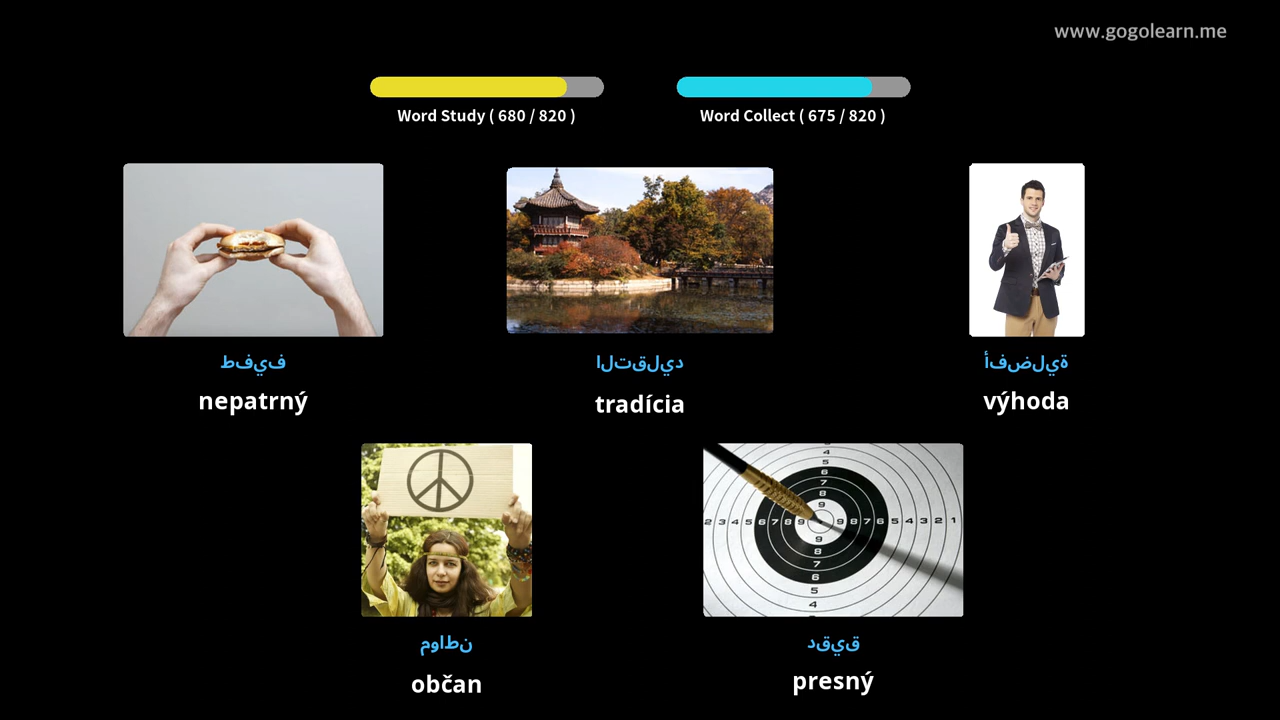 www.gogolearn.me
Word Study ( 680 / 820 )
Word Collect ( 675 / 820 )
طفيف
nepatrný
التقليد
tradícia
أفضلية
výhoda
مواطن
občan
دقيق
presný